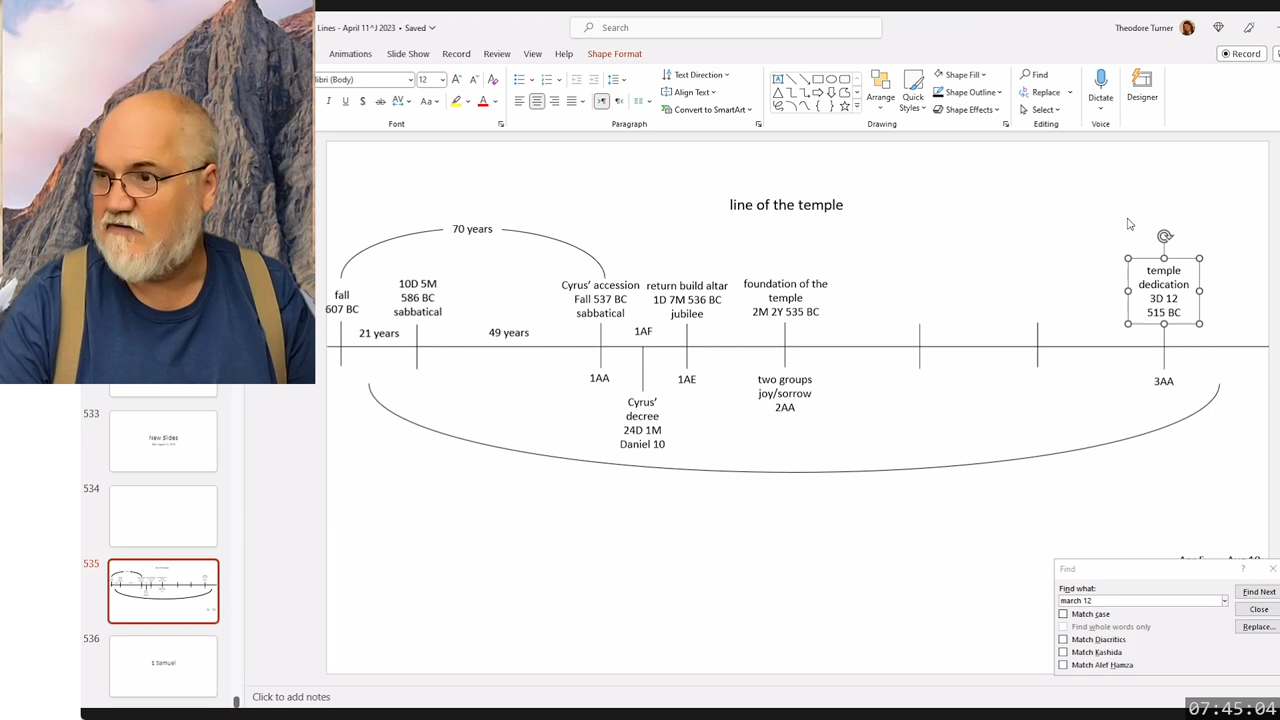 Lines - April 11^J 2023 • Saved
Search
Theodore Turner
Animations Slide Show Record Review View Help Shape Format
Record
(Body) 12
Aa
Text Direction
Align Text
Convert to SmartArt
Arrange
Quick Styles
Shape Fill
Shape Outline
Shape Effects
Find
Replace
Select
Dictate
Designer
Font
Paragraph
Drawing
Editing
Voice
line of the temple
70 years
fall
607 BC
10D 5M
586 BC
sabbatical
21 years
49 years
Cyrus' accession
Fall 537 BC
sabbatical
1AF
return build altar
1D 7M 536 BC
jubilee
foundation of the
temple
2M 2Y 535 BC
temple
dedication
3D 12
515 BC
1AA
Cyrus'
decree
24D 1M
Daniel 10
1AE
two groups
joy/sorrow
2AA
3AA
533
New Slides
534
535
536
1 Samuel
Find
?
Find what:
march 12
Find Next
Close
Replace...
Match case
Find whole words only
Match Diacritics
Match Kashida
Match Alef Hamza
Click to add notes
07:45:04